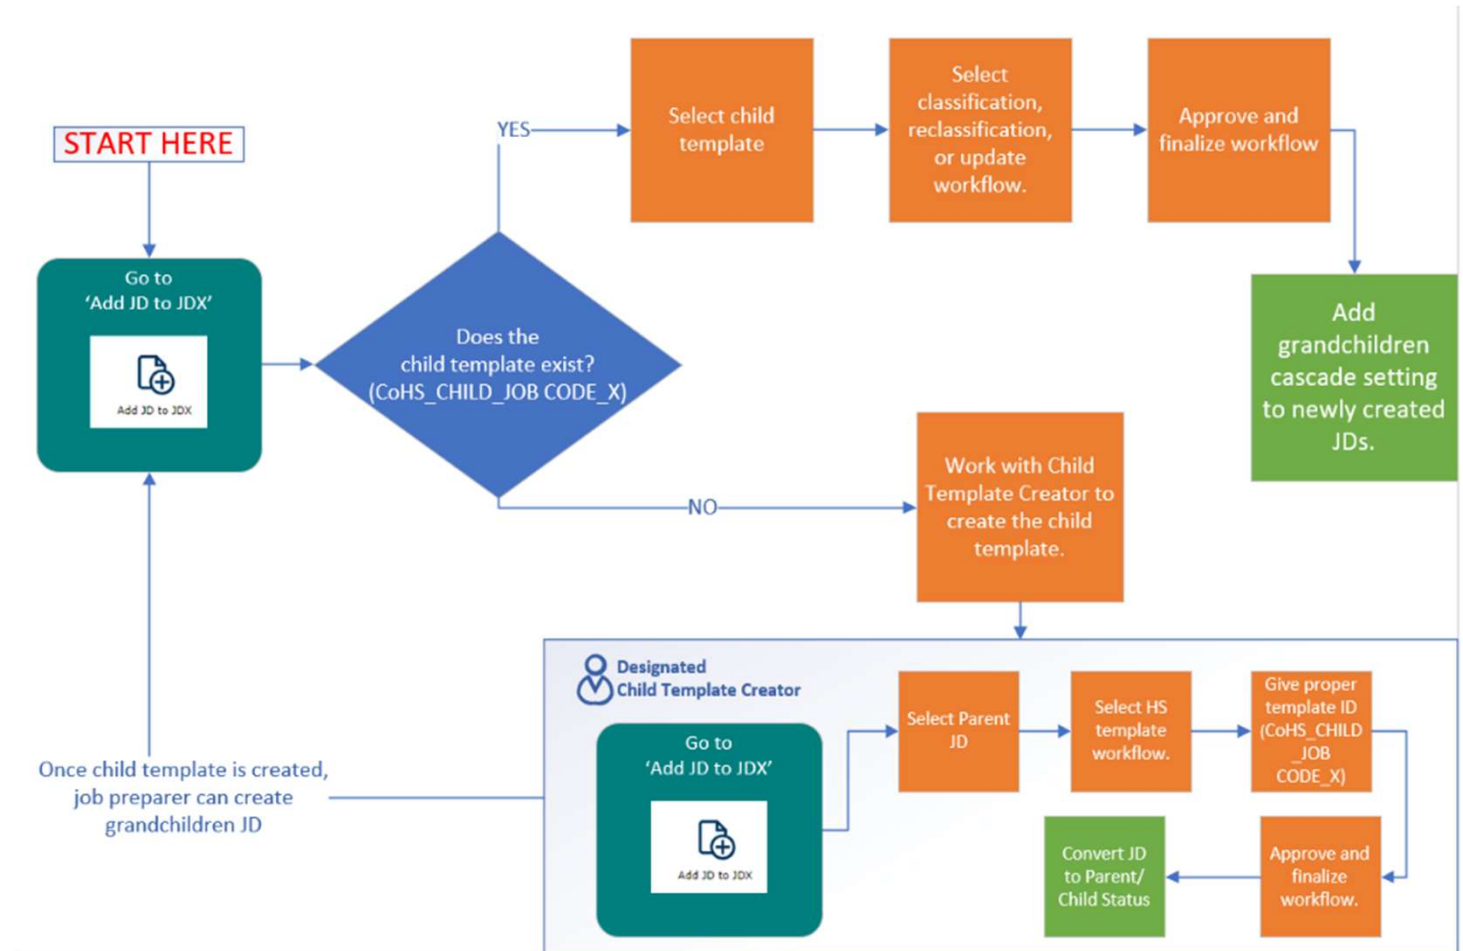 START HERE
Go to
‘Add JD to JDX’
Add JD to JDX
Does the
child template exist?
(CoHS_CHILD_JOB CODE_X)
YES
Select child
template
Select
classification,
reclassification,
or update
workflow.
Approve and
finalize workflow
Add
grandchildren
cascade setting
to newly created
JDs.
NO
Work with Child
Template Creator to
create the child
template.
Designated
Child Template Creator
Go to
‘Add JD to JDX’
Add JD to JDX
Select Parent
JD
Select HS
template
workflow.
Give proper
template ID
(CoHS_CHILD
_JOB
CODE_X)
Approve and
finalize
workflow.
Convert JD
to Parent/
Child Status
Once child template is created,
job preparer can create
grandchildren JD